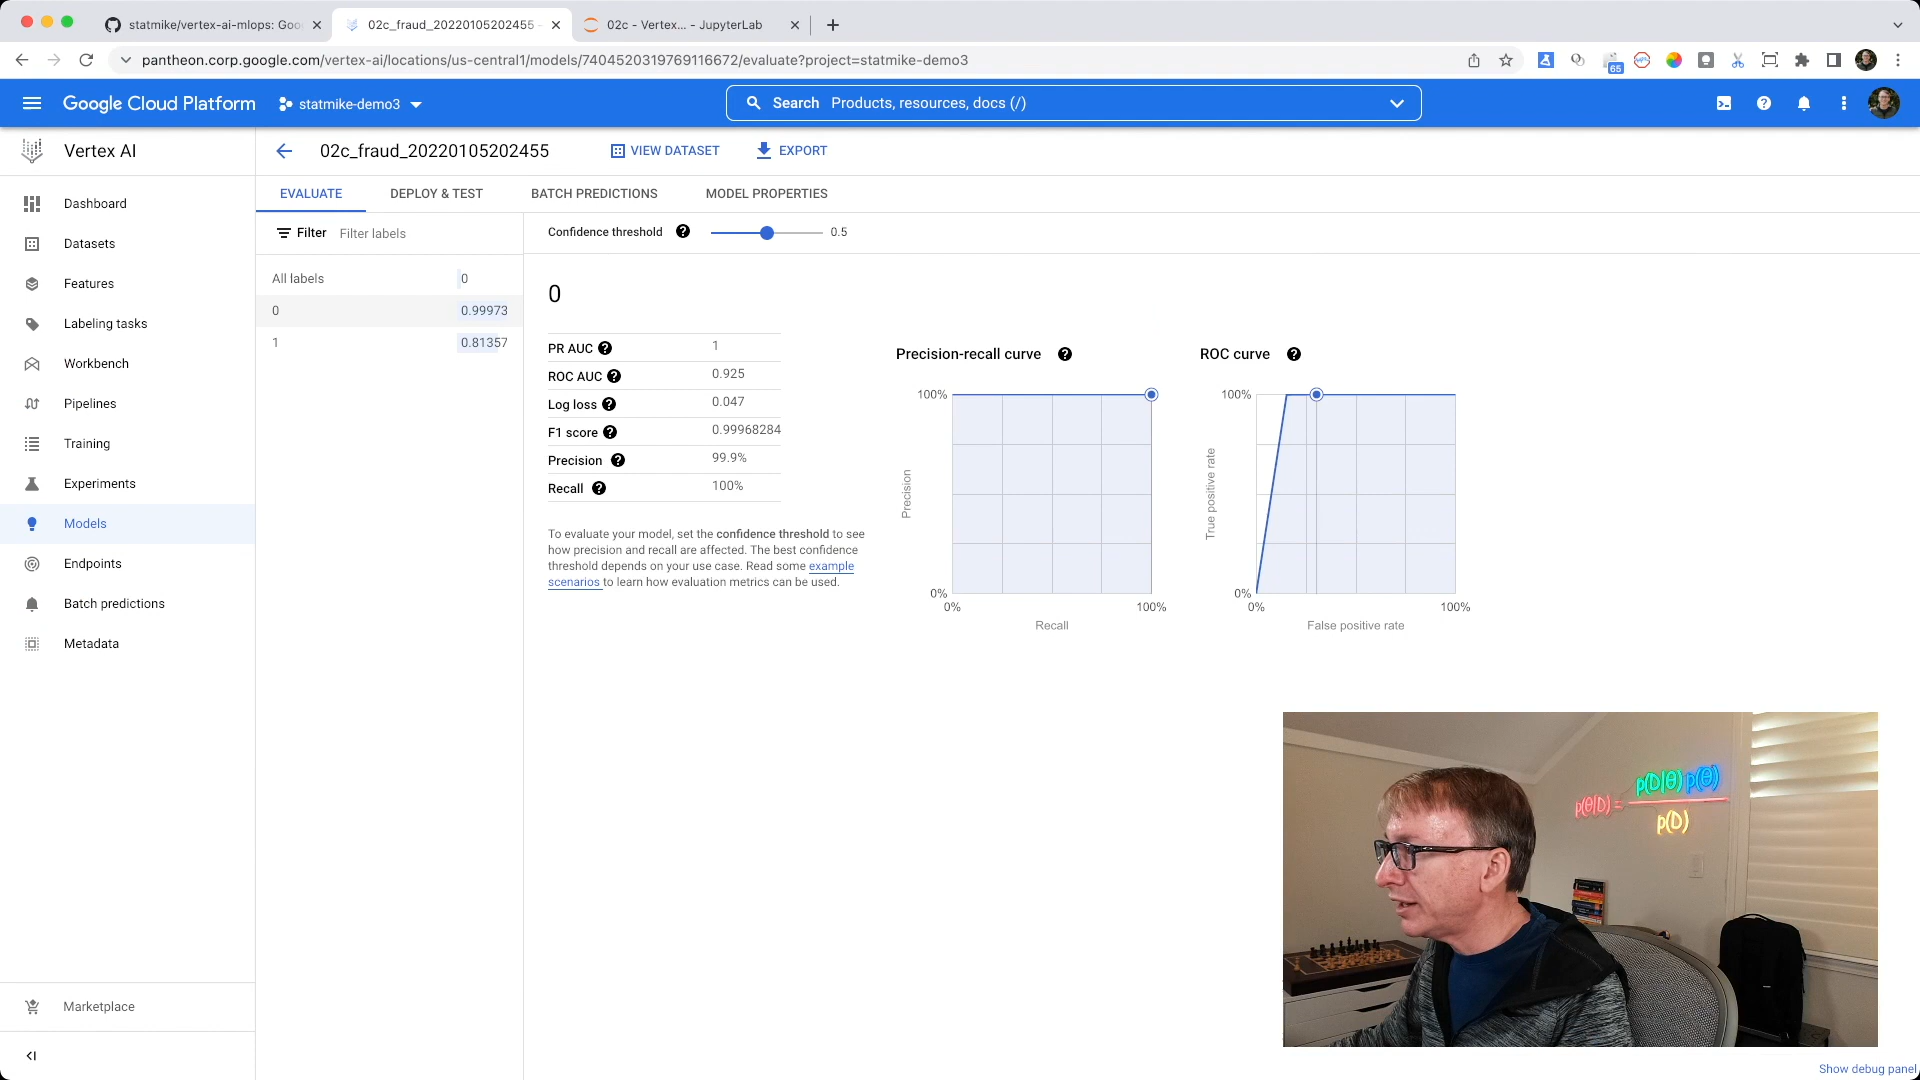 statmike/vertex-ai-mlops: Goo
02c_fraud_20220105202455 -
02c - Vertex... - JupyterLab
pantheon.corp.google.com/vertex-ai/locations/us-central1/models/7404520319769116672/evaluate?project=statmike-demo3
65
Google Cloud Platform
statmike-demo3
Search Products, resources, docs (/)
Vertex AI
02c_fraud_20220105202455
VIEW DATASET
EXPORT
Dashboard
Datasets
Features
Labeling tasks
Workbench
Pipelines
Training
Experiments
Models
Endpoints
Batch predictions
Metadata
Marketplace
EVALUATE
DEPLOY & TEST
BATCH PREDICTIONS
MODEL PROPERTIES
Filter Filter labels
All labels 0
0 0.99973
1 0.81357
Confidence threshold 0.5
0
PR AUC 1
ROC AUC 0.925
Log loss 0.047
F1 score 0.99968284
Precision 99.9%
Recall 100%
To evaluate your model, set the confidence threshold to see
how precision and recall are affected. The best confidence
threshold depends on your use case. Read some example
scenarios to learn how evaluation metrics can be used.
Precision-recall curve
100%
Precision
0%
0%
100%
Recall
ROC curve
100%
True positive rate
0%
0%
100%
False positive rate
p(θ|D) = p(D|θ) p(θ)
p(D)
Show debug panel